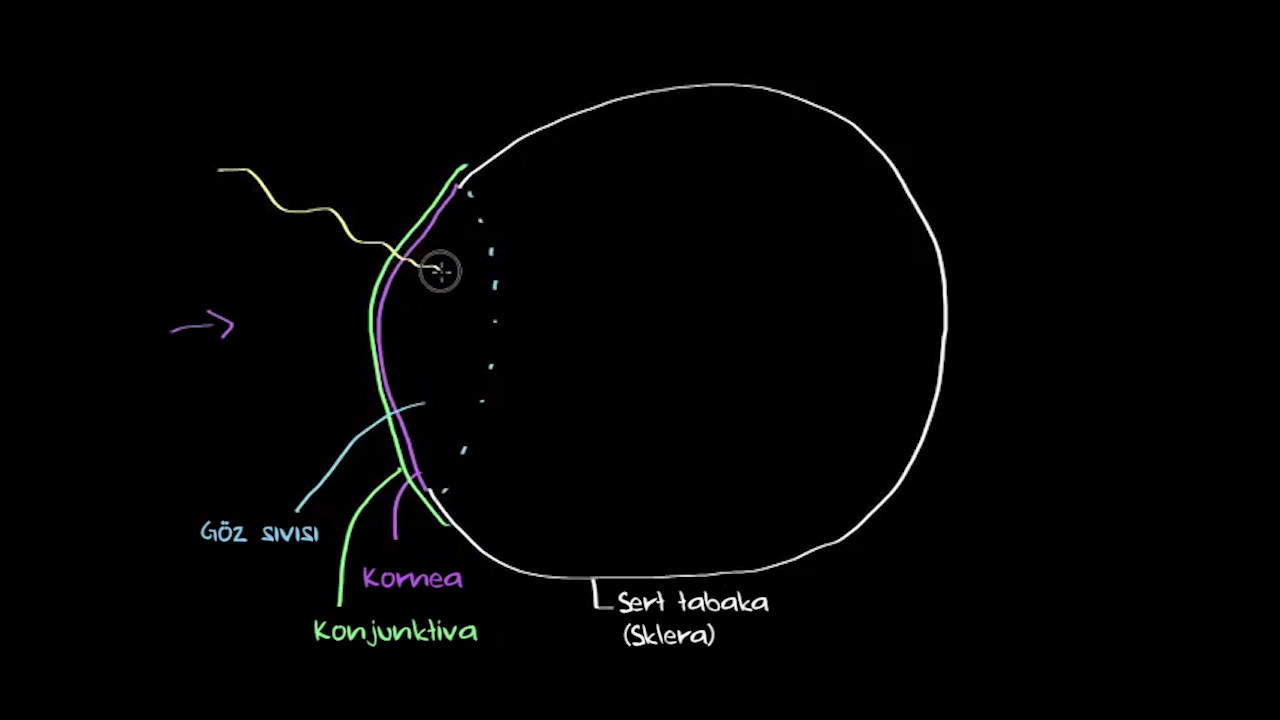 Göz sıvısı
Kornea
Konjunktiva
Sert tabaka
(Sklera)